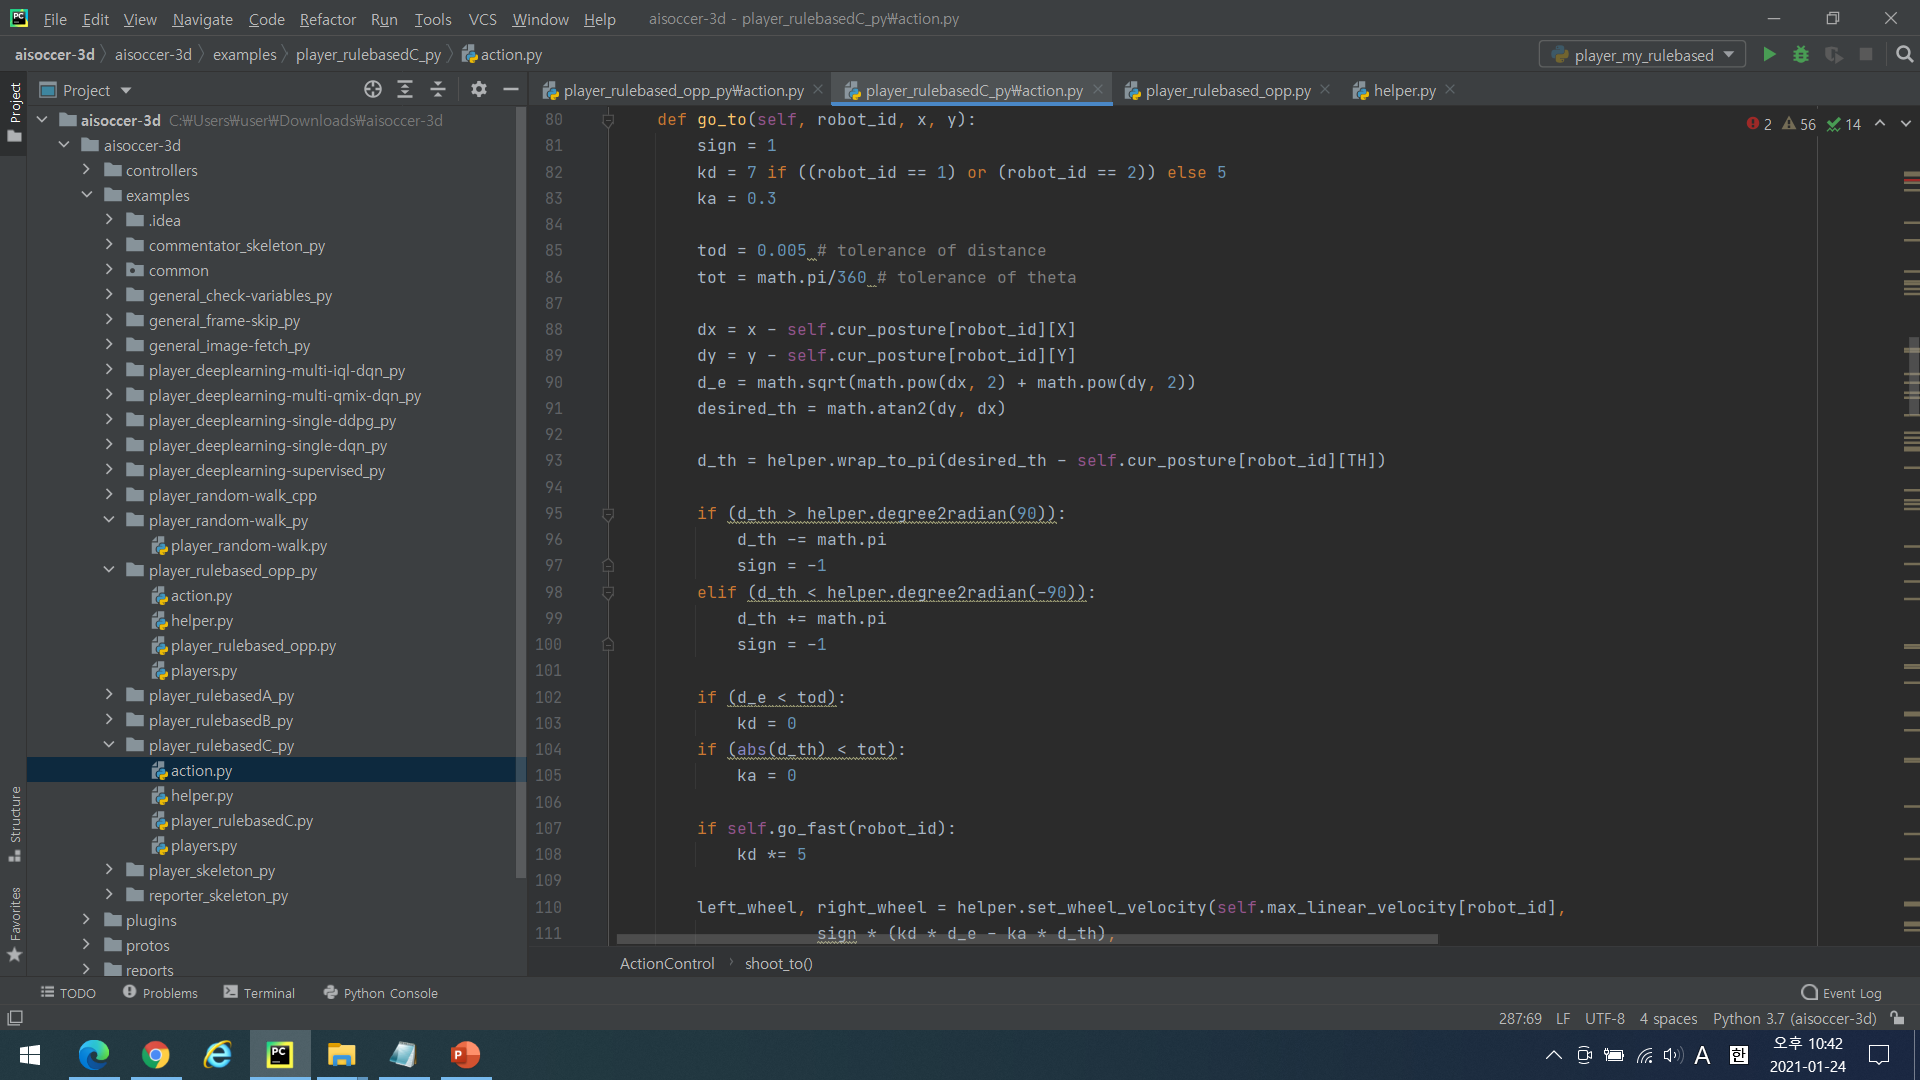 File Edit View Navigate Code Refactor Run Tools VCS Window Help aisoccer-3d - player_rulebasedC_py₩action.py
aisoccer-3d aisoccer-3d examples player_rulebasedC_py action.py player_my_rulebased
Project
Project
player_rulebased_opp_py₩action.py player_rulebasedC_py₩action.py player_rulebased_opp.py helper.py
aisoccer-3d C:₩Users₩user₩Downloads₩aisoccer-3d
aisoccer-3d
controllers
examples
.idea
commentator_skeleton_py
common
general_check-variables_py
general_frame-skip_py
general_image-fetch_py
player_deeplearning-multi-iql-dqn_py
player_deeplearning-multi-qmix-dqn_py
player_deeplearning-single-ddpg_py
player_deeplearning-single-dqn_py
player_deeplearning-supervised_py
player_random-walk_cpp
player_random-walk_py
player_random-walk.py
player_rulebased_opp_py
action.py
helper.py
player_rulebased_opp.py
players.py
player_rulebasedA_py
player_rulebasedB_py
player_rulebasedC_py
action.py
helper.py
player_rulebasedC.py
players.py
player_skeleton_py
reporter_skeleton_py
plugins
protos
reports
Structure
Favorites
2 56 14
80 def go_to(self, robot_id, x, y):
81 sign = 1
82 kd = 7 if ((robot_id == 1) or (robot_id == 2)) else 5
83 ka = 0.3
84
85 tod = 0.005 # tolerance of distance
86 tot = math.pi/360 # tolerance of theta
87
88 dx = x - self.cur_posture[robot_id][X]
89 dy = y - self.cur_posture[robot_id][Y]
90 d_e = math.sqrt(math.pow(dx, 2) + math.pow(dy, 2))
91 desired_th = math.atan2(dy, dx)
92
93 d_th = helper.wrap_to_pi(desired_th - self.cur_posture[robot_id][TH])
94
95 if (d_th > helper.degree2radian(90)):
96 d_th -= math.pi
97 sign = -1
98 elif (d_th < helper.degree2radian(-90)):
99 d_th += math.pi
100 sign = -1
101
102 if (d_e < tod):
103 kd = 0
104 if (abs(d_th) < tot):
105 ka = 0
106
107 if self.go_fast(robot_id):
108 kd *= 5
109
110 left_wheel, right_wheel = helper.set_wheel_velocity(self.max_linear_velocity[robot_id],
111 sign * (kd * d_e - ka * d_th),
ActionControl shoot_to()
TODO Problems Terminal Python Console Event Log
287:69 LF UTF-8 4 spaces Python 3.7 (aisoccer-3d)
A 한 오후 10:42
2021-01-24